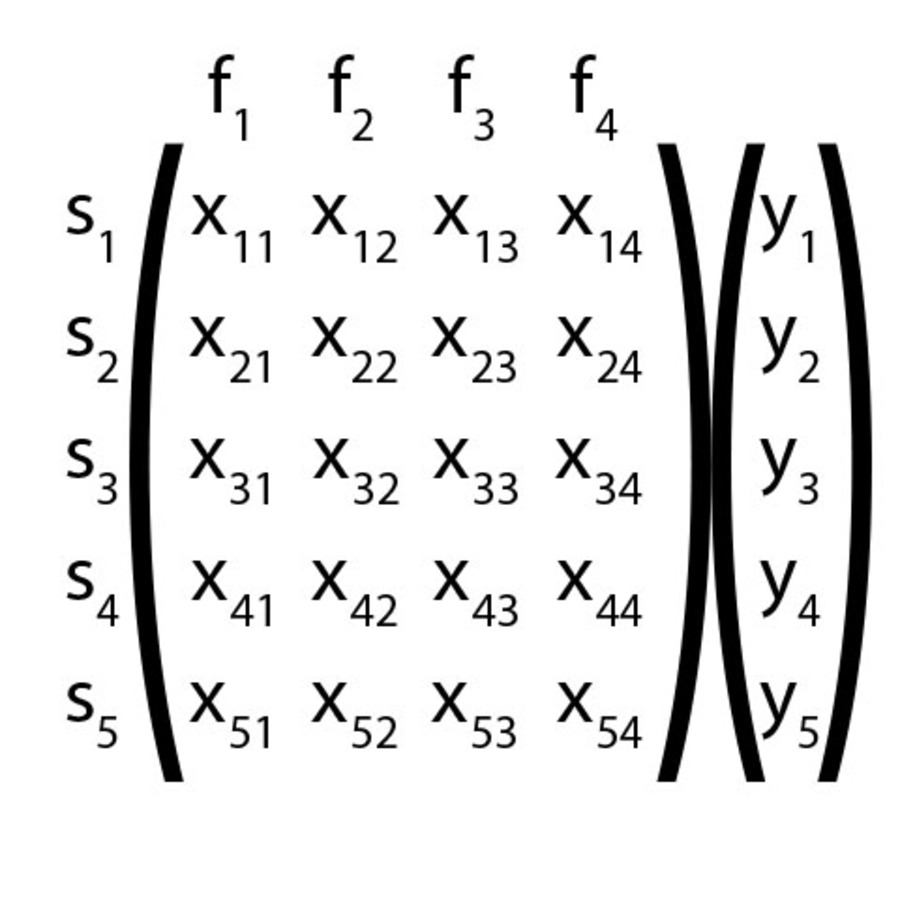 f₁ f₂ f₃ f₄
s₁ ( x₁₁ x₁₂ x₁₃ x₁₄ ) ( y₁ )
s₂ ( x₂₁ x₂₂ x₂₃ x₂₄ ) ( y₂ )
s₃ ( x₃₁ x₃₂ x₃₃ x₃₄ ) ( y₃ )
s₄ ( x₄₁ x₄₂ x₄₃ x₄₄ ) ( y₄ )
s₅ ( x₅₁ x₅₂ x₅₃ x₅₄ ) ( y₅ )